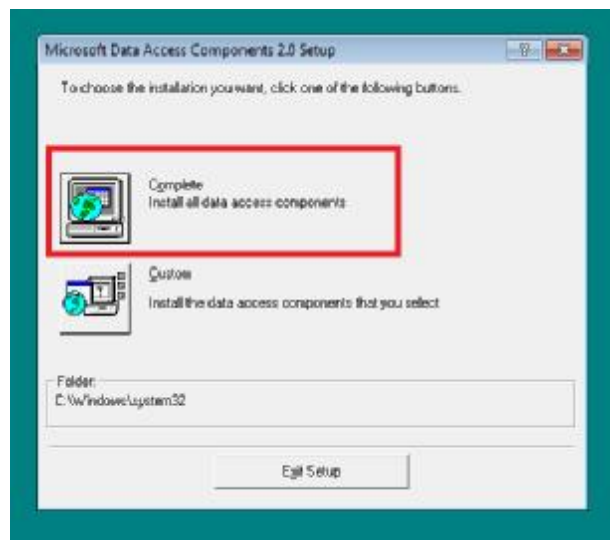 Microsoft Data Access Components 2.0 Setup
To choose the installation you want, click one of the following buttons.
Complete
Install all data access components
Custom
Install the data access components that you select
Folder:
C:\Windows\system32
Exit Setup